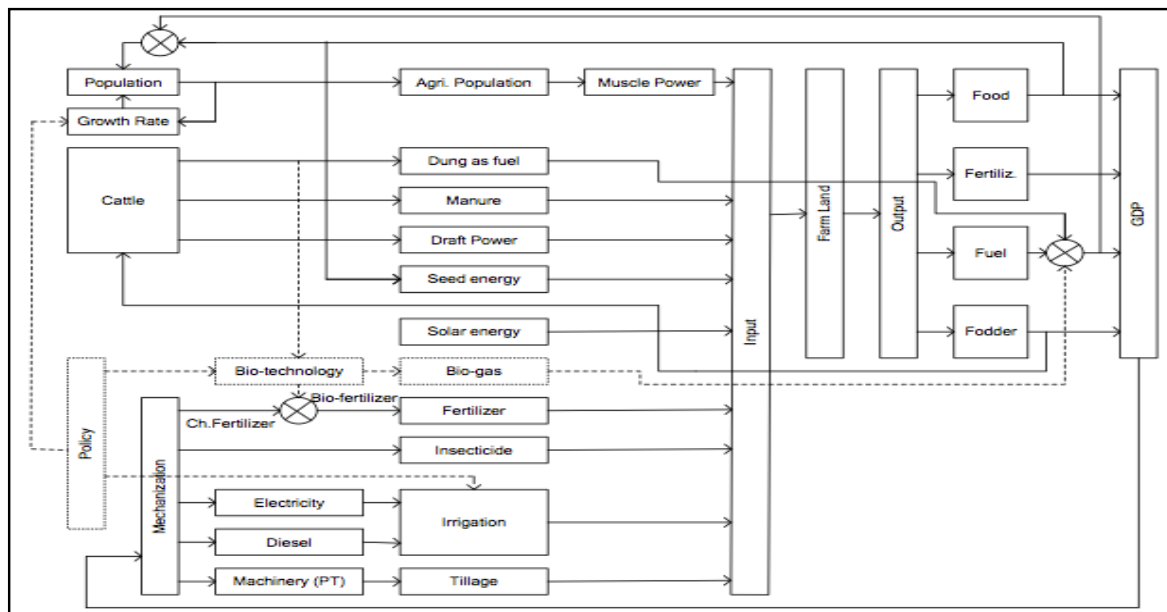 Population
Agri. Population
Muscle Power
Food
Growth Rate
Cattle
Dung as fuel
Fertiliz.
Manure
Draft Power
Fuel
Seed energy
Solar energy
Fodder
Input
Farm Land
Output
GDP
Bio-technology
Bio-gas
Bio-fertilizer
Ch.Fertilizer
Fertilizer
Policy
Mechanization
Insecticide
Electricity
Irrigation
Diesel
Machinery (PT)
Tillage